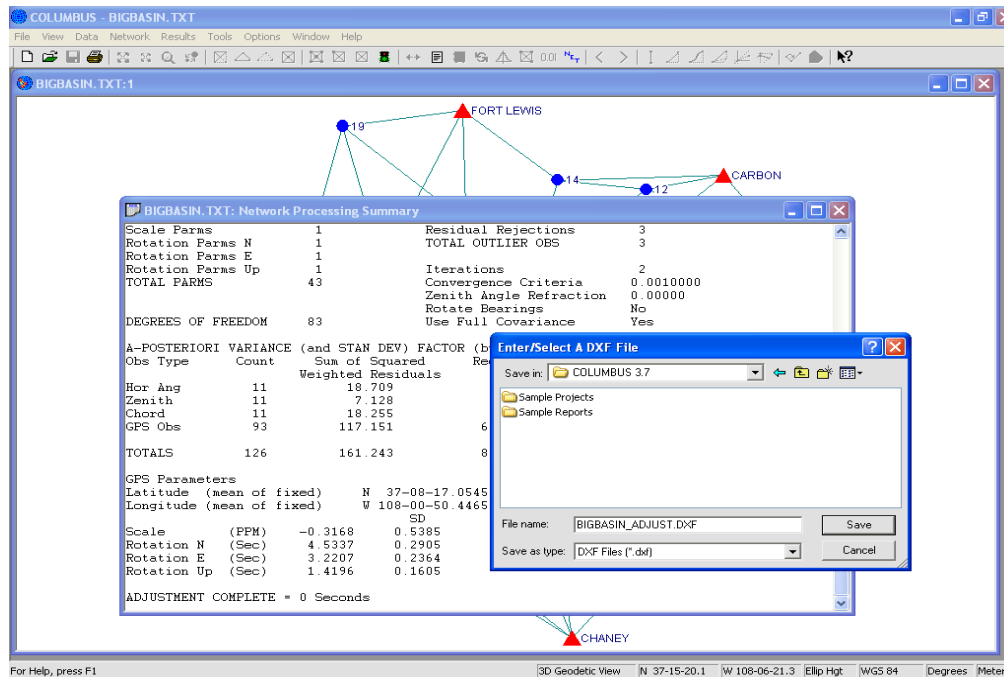 COLUMBUS - BIGBASIN.TXT
File View Data Network Results Tools Options Window Help
0.01
BIGBASIN.TXT:1
FORT LEWIS
19
14
12
CARBON
BIGBASIN.TXT: Network Processing Summary
Scale Parms 1 Residual Rejections 3
Rotation Parms N 1 TOTAL OUTLIER OBS 3
Rotation Parms E 1
Rotation Parms Up 1 Iterations 2
TOTAL PARMS 43 Convergence Criteria 0.0010000
Zenith Angle Refraction 0.00000
Rotate Bearings No
DEGREES OF FREEDOM 83 Use Full Covariance Yes
A-POSTERIORI VARIANCE (and STAN DEV) FACTOR (b
Obs Type Count Sum of Squared Re
Weighted Residuals
Hor Ang 11 18.709
Zenith 11 7.128
Chord 11 18.255
GPS Obs 93 117.151 6
TOTALS 126 161.243 8
GPS Parameters
Latitude (mean of fixed) N 37-08-17.0545
Longitude (mean of fixed) W 108-00-50.4465
SD
Scale (PPM) -0.3168 0.5385
Rotation N (Sec) 4.5337 0.2905
Rotation E (Sec) 3.2207 0.2364
Rotation Up (Sec) 1.4196 0.1605
ADJUSTMENT COMPLETE = 0 Seconds
Enter/Select A DXF File
Save in: COLUMBUS 3.7
Sample Projects
Sample Reports
File name: BIGBASIN_ADJUST.DXF Save
Save as type: DXF Files (*.dxf) Cancel
CHANEY
For Help, press F1 3D Geodetic View N 37-15-20.1 W 108-06-21.3 Ellip Hgt WGS 84 Degrees Meter